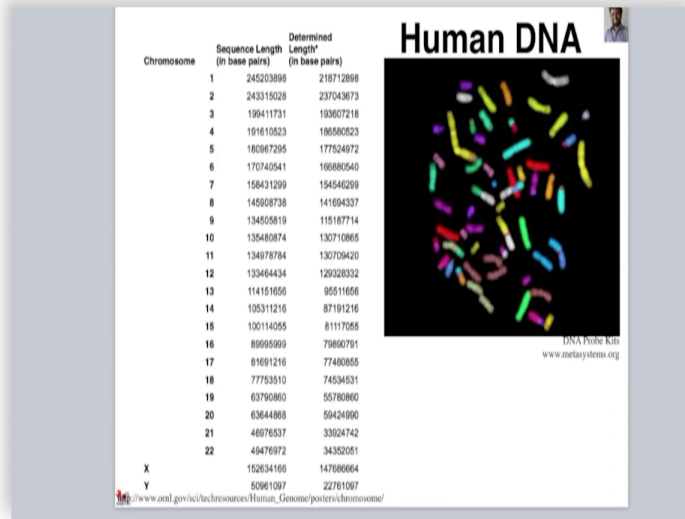 Human DNA
Determined
Sequence Length Length*
Chromosome (in base pairs) (in base pairs)
1 245203898 218712898
2 243315028 237043673
3 199411731 193607218
4 191610523 186580523
5 180967295 177524972
6 170740541 166880540
7 158431299 154546299
8 145908738 141694337
9 134505819 115187714
10 135480874 130710865
11 134978784 130709420
12 133464434 129328332
13 114151656 95511656
14 105311216 87191216
15 100114055 81117055
16 89995999 79890791
17 81691216 77480855
18 77753510 74534531
19 63790860 55780860
20 63644868 59424990
21 46976537 33924742
22 49476972 34352051
X 152634166 147686664
Y 50961097 22761097
DNA Probe Kits
www.metasystems.org
http://www.ornl.gov/sci/techresources/Human_Genome/posters/chromosome/